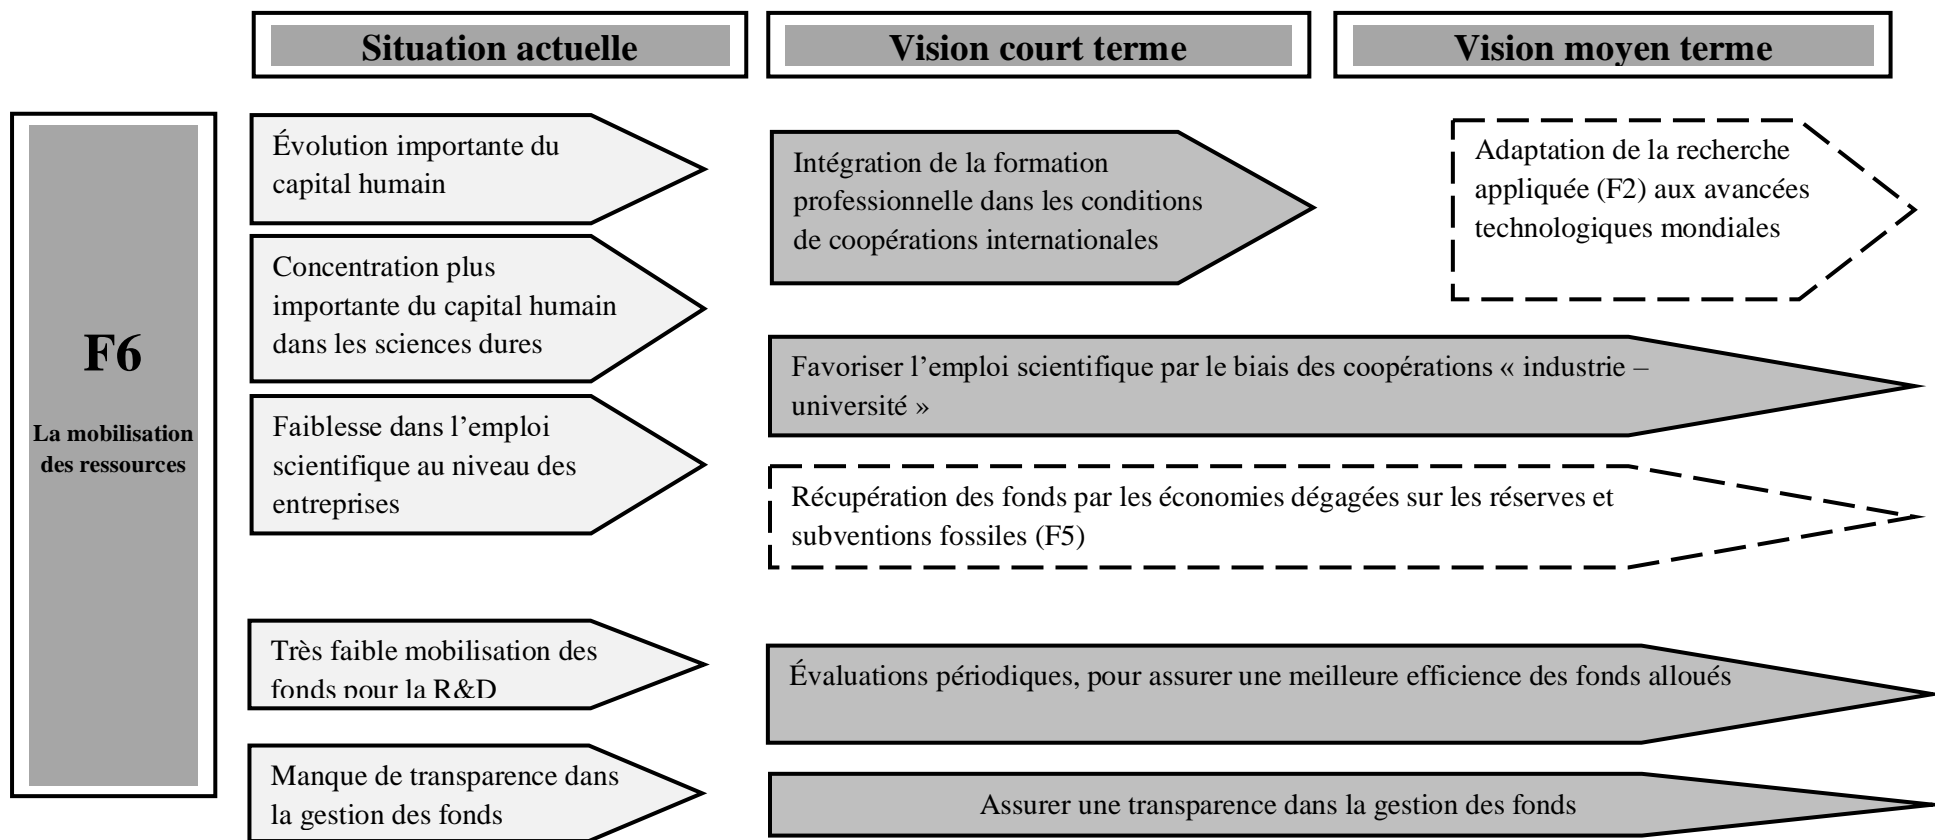 Situation actuelle
Vision court terme
Vision moyen terme
F6
La mobilisation
des ressources
Évolution importante du
capital humain
Concentration plus
importante du capital humain
dans les sciences dures
Faiblesse dans l’emploi
scientifique au niveau des
entreprises
Très faible mobilisation des
fonds pour la R&D
Manque de transparence dans
la gestion des fonds
Intégration de la formation
professionnelle dans les conditions
de coopérations internationales
Adaptation de la recherche
appliquée (F2) aux avancées
technologiques mondiales
Favoriser l’emploi scientifique par le biais des coopérations « industrie –
université »
Récupération des fonds par les économies dégagées sur les réserves et
subventions fossiles (F5)
Évaluations périodiques, pour assurer une meilleure efficience des fonds alloués
Assurer une transparence dans la gestion des fonds